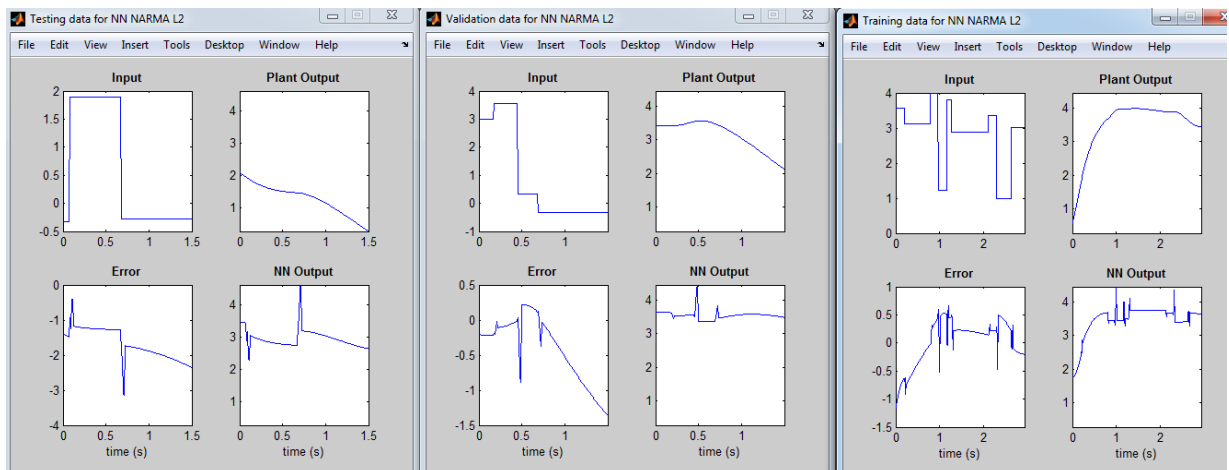 Testing data for NN NARMA L2
File Edit View Insert Tools Desktop Window Help
Input
2
1.5
1
0.5
0
-0.5
0 0.5 1 1.5
Plant Output
4
3
2
1
0 0.5 1 1.5
Error
0
-1
-2
-3
-4
0 0.5 1 1.5
time (s)
NN Output
4
3
2
1
0 0.5 1 1.5
time (s)
Validation data for NN NARMA L2
File Edit View Insert Tools Desktop Window Help
Input
4
3
2
1
0
-1
0 0.5 1
Plant Output
4
3
2
1
0 0.5 1
Error
0.5
0
-0.5
-1
-1.5
0 0.5 1
time (s)
NN Output
4
3
2
1
0 0.5 1
time (s)
Training data for NN NARMA L2
File Edit View Insert Tools Desktop Window Help
Input
4
3
2
1
0
0 1 2
Plant Output
4
3
2
1
0 1 2
Error
1
0.5
0
-0.5
-1
-1.5
0 1 2
time (s)
NN Output
4
3
2
1
0 1 2
time (s)